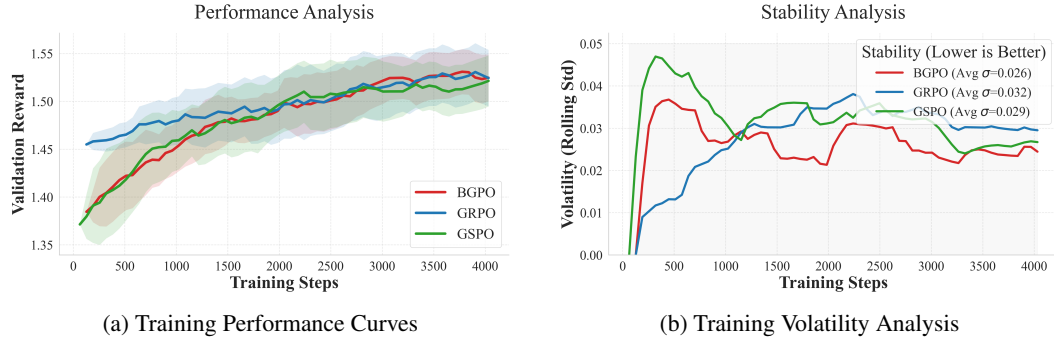 Performance Analysis
Validation Reward
1.55
1.50
1.45
1.40
1.35
BGPO
GRPO
GSPO
0 500 1000 1500 2000 2500 3000 3500 4000
Training Steps
(a) Training Performance Curves
Stability Analysis
Volatility (Rolling Std)
0.05
0.04
0.03
0.02
0.01
0.00
Stability (Lower is Better)
BGPO (Avg σ=0.026)
GRPO (Avg σ=0.032)
GSPO (Avg σ=0.029)
0 500 1000 1500 2000 2500 3000 3500 4000
Training Steps
(b) Training Volatility Analysis